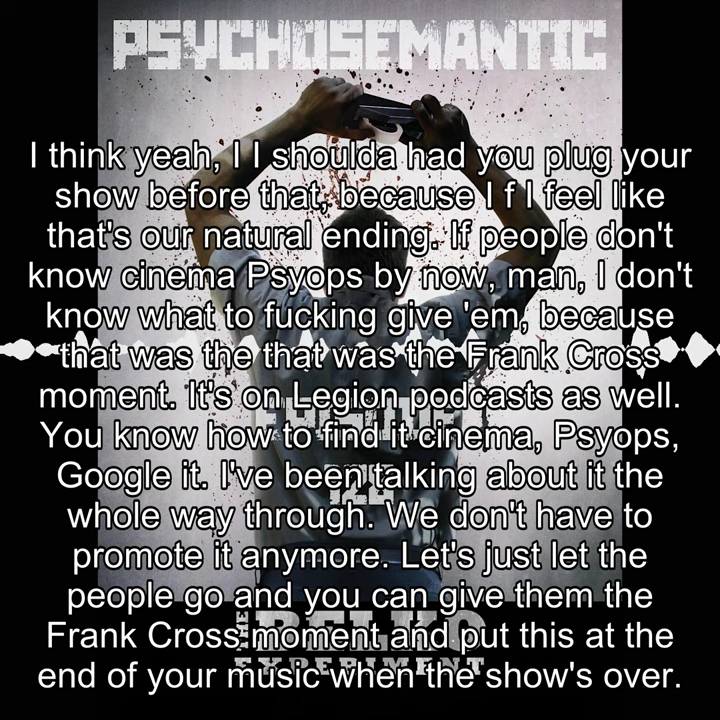 PSYCHOSEMANTIC
I think yeah, I I shoulda had you plug your
show before that, because I f I feel like
that's our natural ending. If people don't
know cinema Psyops by now, man, I don't
know what to fucking give 'em, because
that was the that was the Frank Cross
moment. It's on Legion podcasts as well.
You know how to find it cinema, Psyops,
Google it. I've been talking about it the
whole way through. We don't have to
promote it anymore. Let's just let the
people go and you can give them the
Frank Cross moment and put this at the
end of your music when the show's over.
THE BELKO
EXPERIMENT